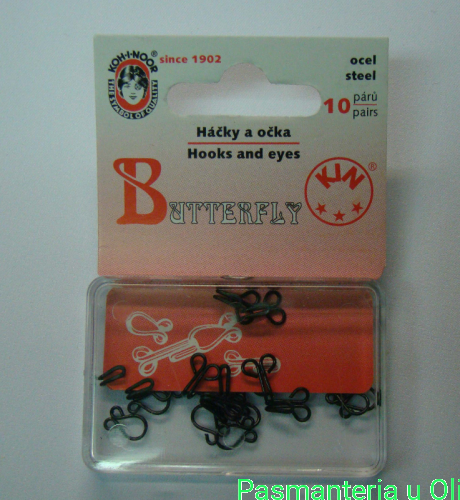 KOH-I-NOOR®
THE SYMBOL OF QUALITY
since 1902
ocel
steel
10 párů
pairs
Háčky a očka
Hooks and eyes
BUTTERFLY
KIN®
Pasmanteria u Oli